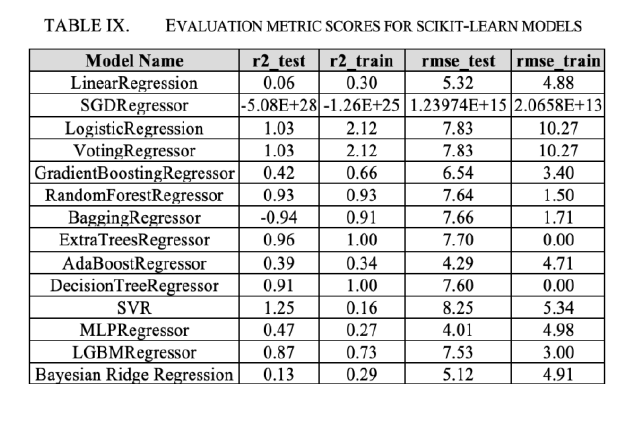 TABLE IX. EVALUATION METRIC SCORES FOR SCIKIT-LEARN MODELS
Model Name r2_test r2_train rmse_test rmse_train
LinearRegression 0.06 0.30 5.32 4.88
SGDRegressor -5.08E+28 -1.26E+25 1.23974E+15 2.0658E+13
LogisticRegression 1.03 2.12 7.83 10.27
VotingRegressor 1.03 2.12 7.83 10.27
GradientBoostingRegressor 0.42 0.66 6.54 3.40
RandomForestRegressor 0.93 0.93 7.64 1.50
BaggingRegressor -0.94 0.91 7.66 1.71
ExtraTreesRegressor 0.96 1.00 7.70 0.00
AdaBoostRegressor 0.39 0.34 4.29 4.71
DecisionTreeRegressor 0.91 1.00 7.60 0.00
SVR 1.25 0.16 8.25 5.34
MLPRegressor 0.47 0.27 4.01 4.98
LGBMRegressor 0.87 0.73 7.53 3.00
Bayesian Ridge Regression 0.13 0.29 5.12 4.91